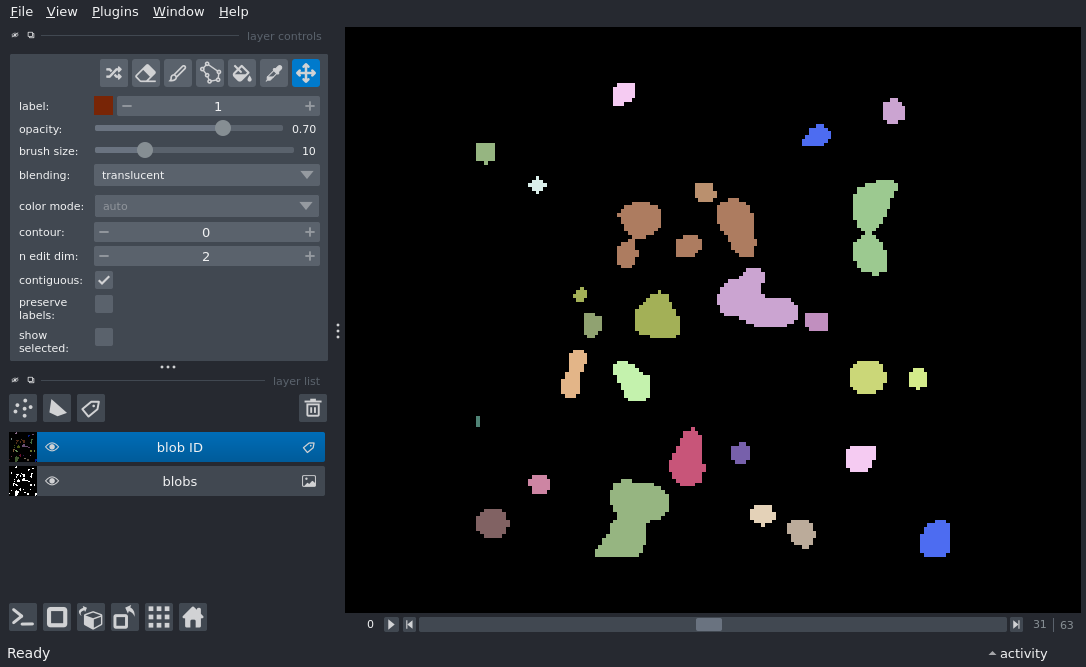 File View Plugins Window Help
layer controls
label: 1
opacity: 0.70
brush size: 10
blending: translucent
color mode: auto
contour: 0
n edit dim: 2
contiguous:
preserve
labels:
show
selected:
layer list
blob ID
blobs
0 31 | 63
Ready activity